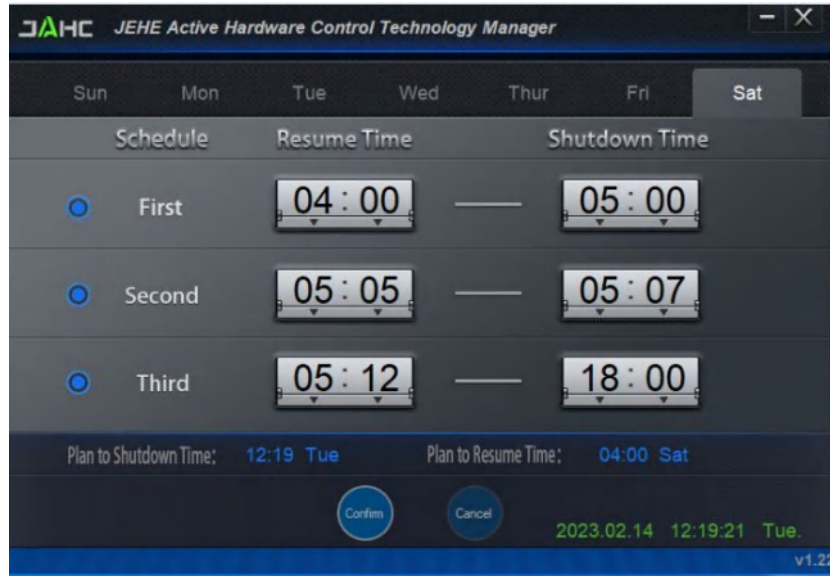 JAHC JEHE Active Hardware Control Technology Manager
Sun Mon Tue Wed Thur Fri Sat
Schedule Resume Time Shutdown Time
First 04:00 05:00
Second 05:05 05:07
Third 05:12 18:00
Plan to Shutdown Time: 12:19 Tue Plan to Resume Time: 04:00 Sat
Confirm Cancel
2023.02.14 12:19:21 Tue.
v1.22